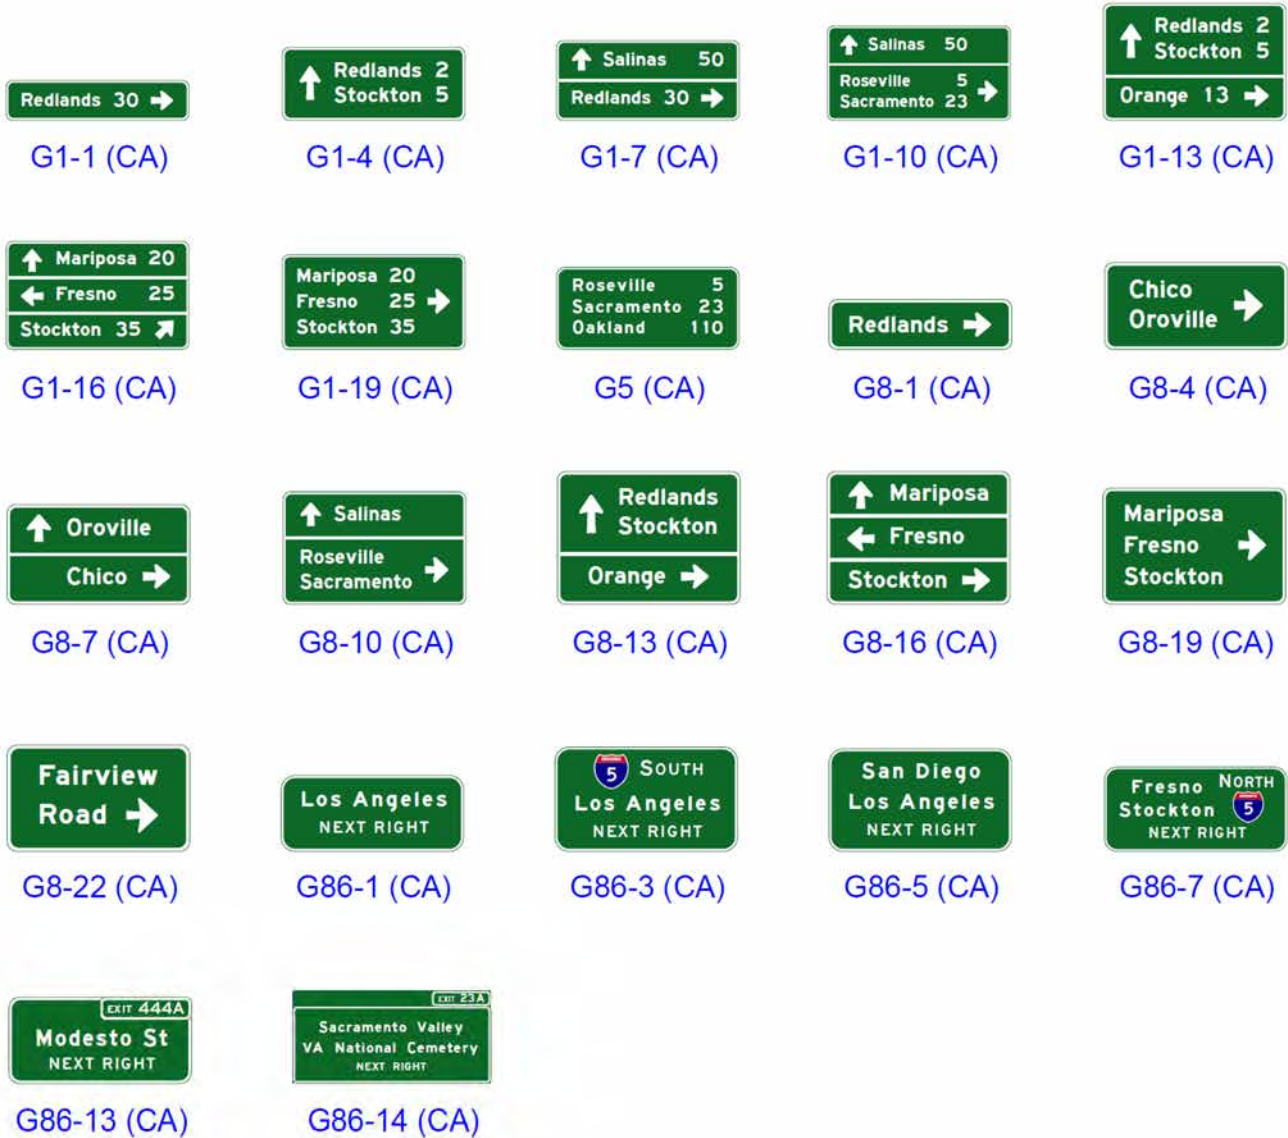 Redlands 30
G1-1 (CA)
Redlands 2
Stockton 5
G1-4 (CA)
Salinas 50
Redlands 30
G1-7 (CA)
Salinas 50
Roseville 5
Sacramento 23
G1-10 (CA)
Redlands 2
Stockton 5
Orange 13
G1-13 (CA)
Mariposa 20
Fresno 25
Stockton 35
G1-16 (CA)
Mariposa 20
Fresno 25
Stockton 35
G1-19 (CA)
Roseville 5
Sacramento 23
Oakland 110
G5 (CA)
Redlands
G8-1 (CA)
Chico
Oroville
G8-4 (CA)
Oroville
Chico
G8-7 (CA)
Salinas
Roseville
Sacramento
G8-10 (CA)
Redlands
Stockton
Orange
G8-13 (CA)
Mariposa
Fresno
Stockton
G8-16 (CA)
Mariposa
Fresno
Stockton
G8-19 (CA)
Fairview
Road
G8-22 (CA)
Los Angeles
NEXT RIGHT
G86-1 (CA)
5 SOUTH
Los Angeles
NEXT RIGHT
G86-3 (CA)
San Diego
Los Angeles
NEXT RIGHT
G86-5 (CA)
Fresno NORTH
Stockton 5
NEXT RIGHT
G86-7 (CA)
EXIT 444A
Modesto St
NEXT RIGHT
G86-13 (CA)
EXIT 23A
Sacramento Valley
VA National Cemetery
NEXT RIGHT
G86-14 (CA)